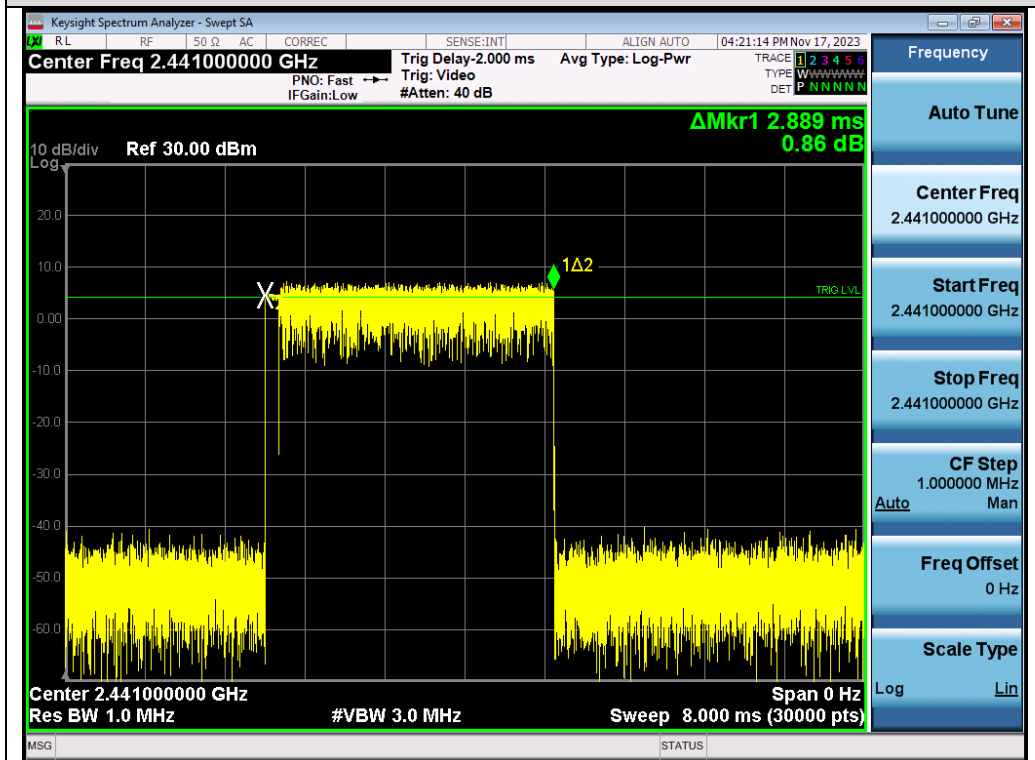 Keysight Spectrum Analyzer - Swept SA
LXI RL RF 50 Ω AC CORREC SENSE:INT ALIGN AUTO 04:21:14 PM Nov 17, 2023
Center Freq 2.441000000 GHz
PNO: Fast
IFGain:Low
Trig Delay-2.000 ms
Trig: Video
#Atten: 40 dB
Avg Type: Log-Pwr
TRACE 1 2 3 4 5 6
TYPE WWWWWW
DET P N N N N N
ΔMkr1 2.889 ms
0.86 dB
10 dB/div Ref 30.00 dBm
Log
20.0
10.0
0.00
-10.0
-20.0
-30.0
-40.0
-50.0
-60.0
1Δ2
TRIG LVL
Center 2.441000000 GHz Span 0 Hz
Res BW 1.0 MHz #VBW 3.0 MHz Sweep 8.000 ms (30000 pts)
MSG STATUS
Frequency
Auto Tune
Center Freq
2.441000000 GHz
Start Freq
2.441000000 GHz
Stop Freq
2.441000000 GHz
CF Step
1.000000 MHz
Auto Man
Freq Offset
0 Hz
Scale Type
Log Lin